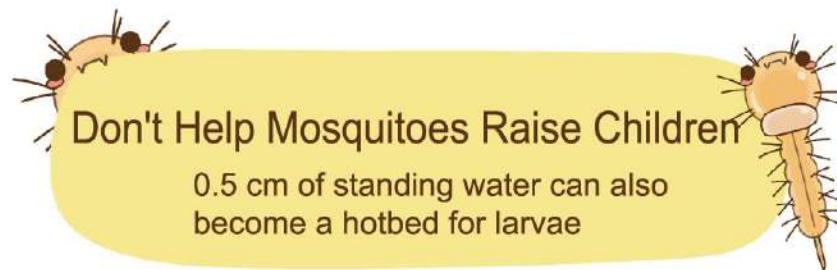 Don't Help Mosquitoes Raise Children
0.5 cm of standing water can also
become a hotbed for larvae